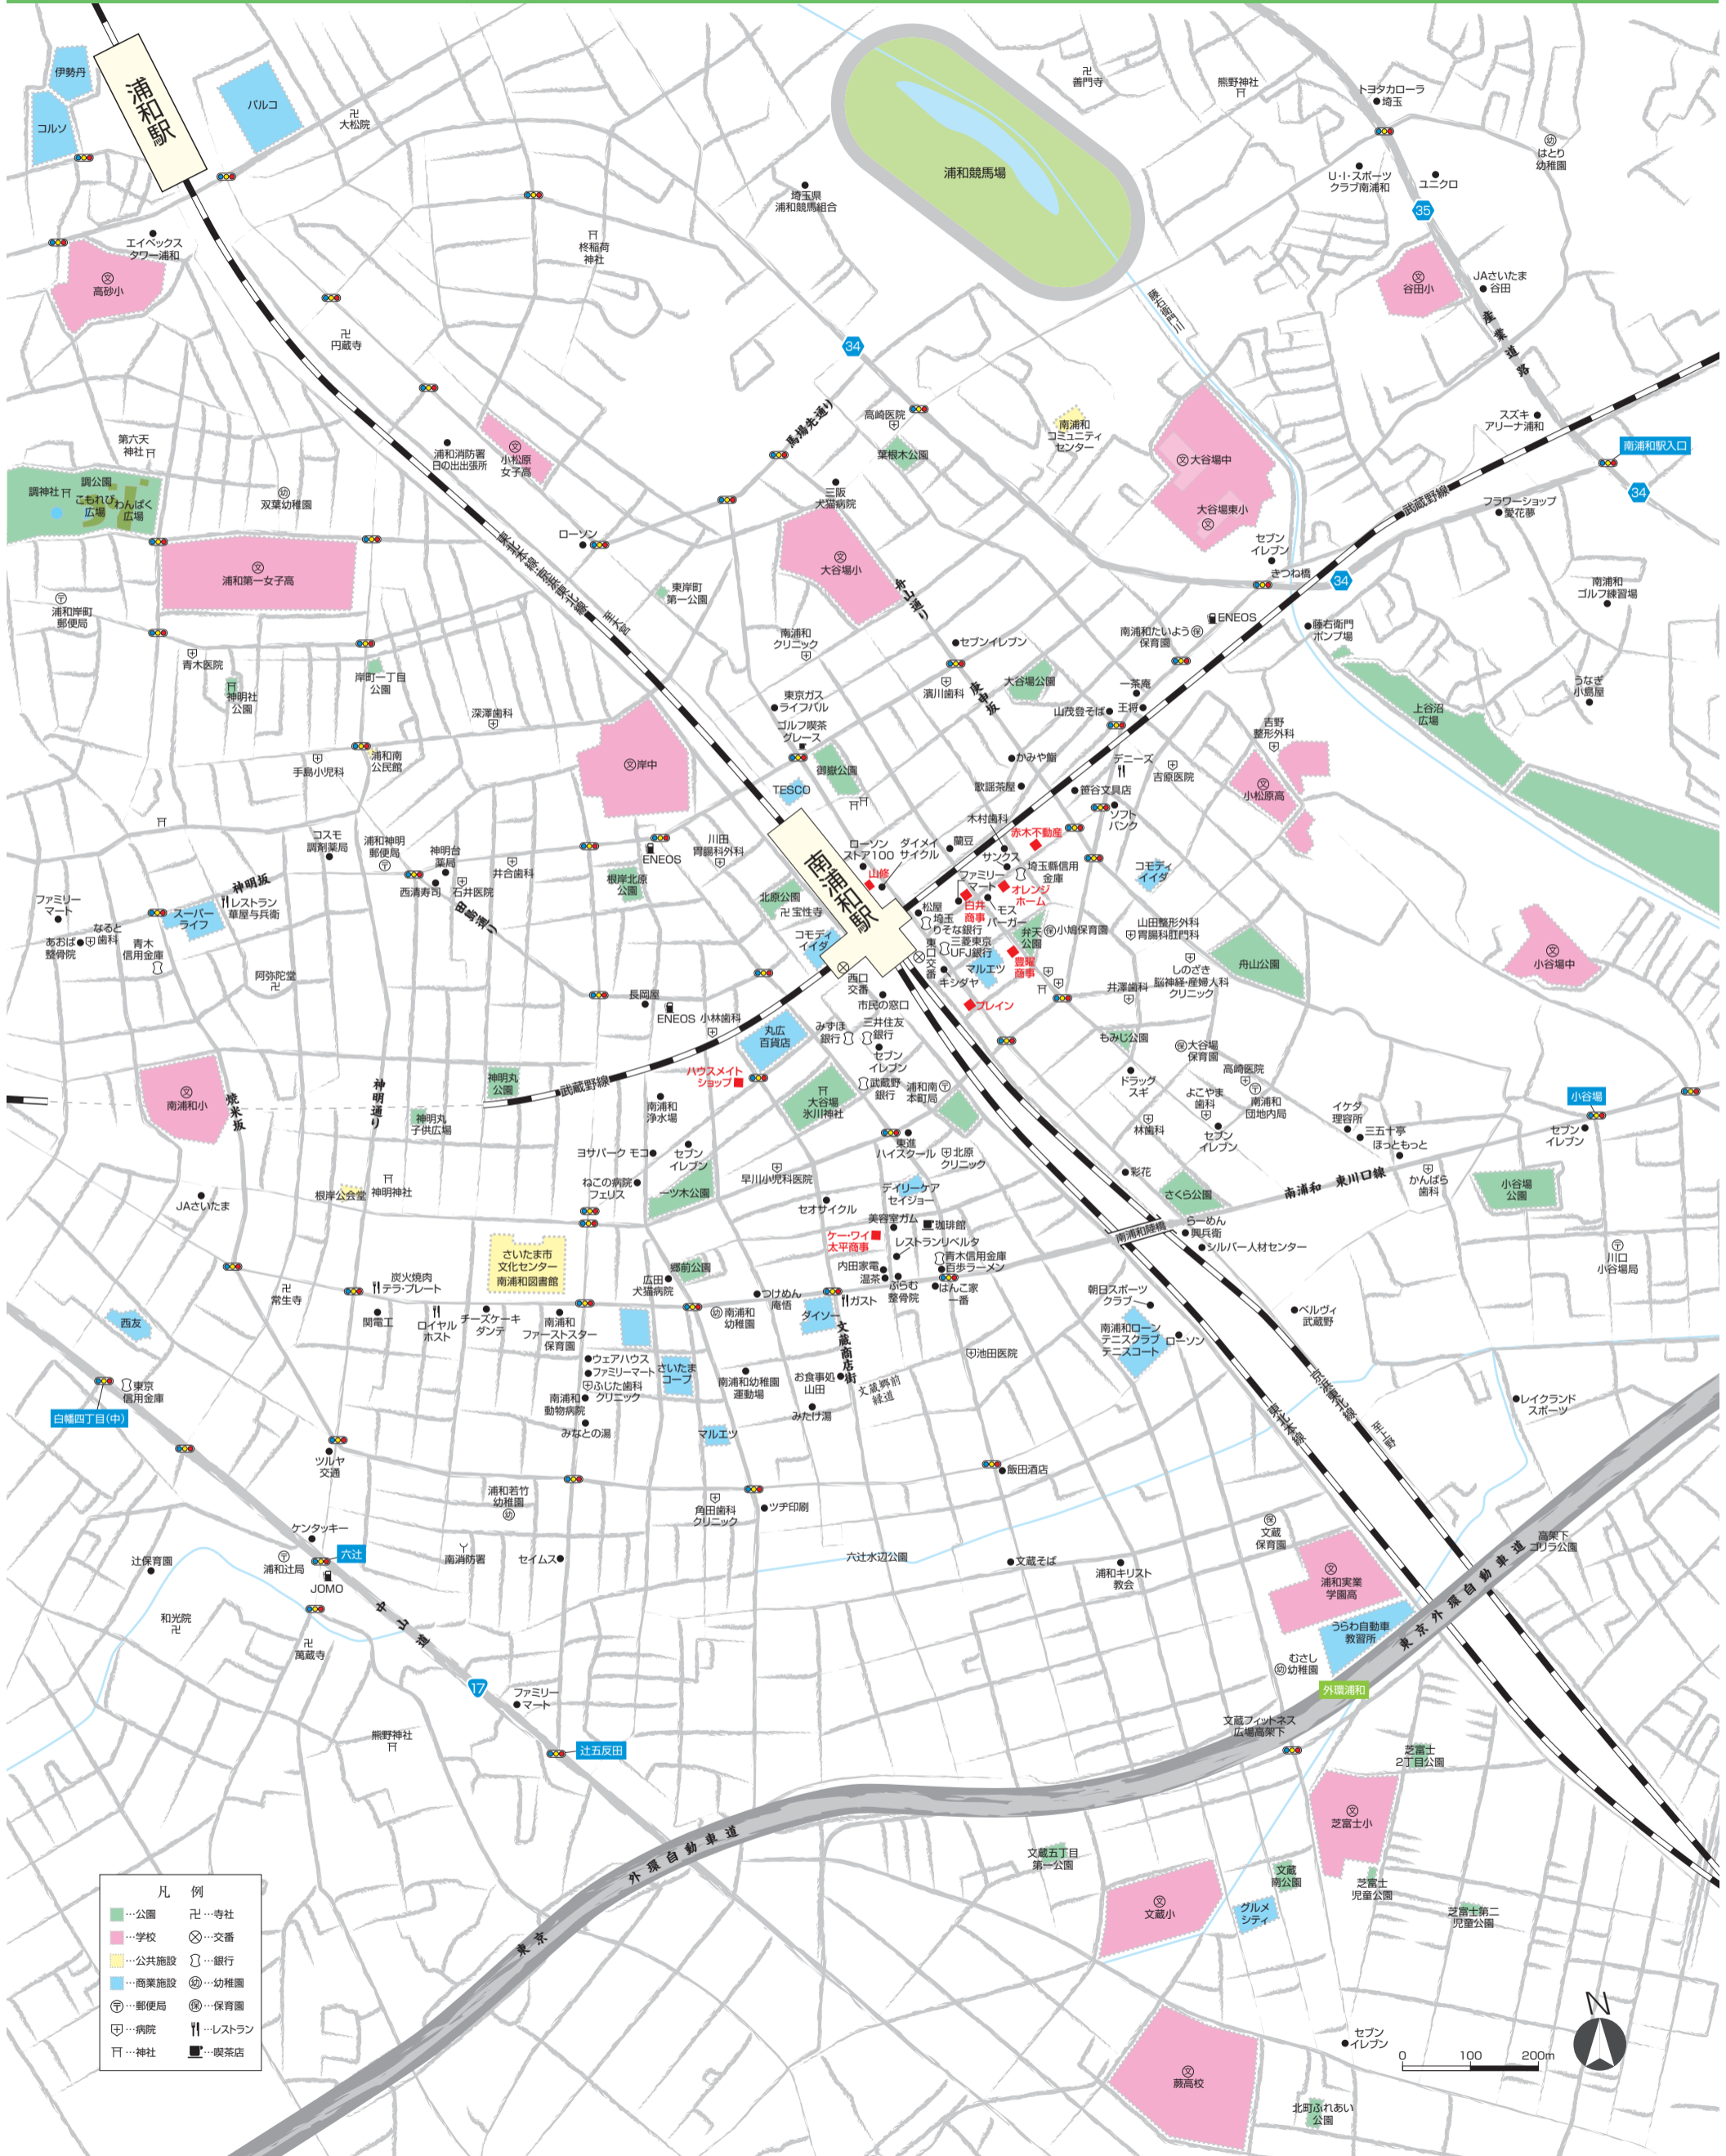 伊勢丹
コルソ
浦和駅
パルコ
大松院
エイペックス
タワー浦和
高砂小
柊稲荷
神社
埼玉県
浦和競馬組合
浦和競馬場
善門寺
熊野神社
トヨタカローラ
埼玉
はとり
幼稚園
U・I・スポーツ
クラブ南浦和
ユニクロ
35
谷田小
JAさいたま
谷田
産業道路
藤右衛門川
円蔵寺
34
馬場先通り
高崎医院
葉根木公園
南浦和
コミュニティ
センター
大谷場中
大谷場東小
スズキ
アリーナ浦和
南浦和駅入口
34
武蔵野線
フラワーショップ
愛花夢
第六天
神社
調公園
調神社
こもれび
広場
わんぱく
広場
双葉幼稚園
浦和消防署
日の出出張所
小松原
女子高
三阪
犬猫病院
ローソン
大谷場小
東北本線・京浜東北線
至大宮
舟山通り
セブン
イレブン
きつね橋
34
南浦和
ゴルフ練習場
浦和第一女子高
浦和岸町
郵便局
東岸町
第一公園
青木医院
神明社
公園
岸町一丁目
公園
南浦和
クリニック
セブンイレブン
南浦和たいよう
保育園
ENEOS
藤右衛門
ポンプ場
大谷場公園
濱川歯科
庚申坂
一茶庵
王将
山茂登そば
上谷沼
広場
うなぎ
小島屋
深澤歯科
東京ガス
ライフバル
ゴルフ喫茶
グレース
手島小児科
浦和南
公民館
岸中
御嶽公園
TESCO
かみや鮨
歌謡茶屋
デニーズ
吉原医院
吉野
整形外科
笹谷文具店
ソフト
バンク
小松原高
木村歯科
赤木不動産
コスモ
調剤薬局
浦和神明
郵便局
神明台
薬局
西清寿司
石井医院
井合歯科
ENEOS
川田
胃腸科外科
ローソン
ストア100
ダイメイ
サイクル
蘭豆
サンクス
埼玉縣信用
金庫
コモディ
イイダ
山修
南浦和駅
ファミリー
マート
オレンジ
ホーム
白井
商事
モス
バーガー
根岸北原
公園
北原公園
宝性寺
神明坂
田島通り
ファミリー
マート
スーパー
ライフ
レストラン
華屋与兵衛
なると
歯科
あおば
整骨院
青木
信用金庫
阿弥陀堂
コモディ
イイダ
松屋
埼玉
りそな銀行
弁天
公園
小鳩保育園
山田整形外科
胃腸科肛門科
三菱東京
UFJ銀行
東口交番
キシダヤ
マルエツ
豊曜
商事
舟山公園
小谷場中
しのざき
脳神経・産婦人科
クリニック
井澤歯科
西口
交番
市民の窓口
ブレイン
長岡屋
ENEOS
小林歯科
丸広
百貨店
みずほ
銀行
三井住友
銀行
セブン
イレブン
もみじ公園
大谷場
保育園
ハウスメイト
ショップ
武蔵野線
武蔵野
銀行
浦和南
本町局
ドラッグ
スギ
高崎医院
南浦和
団地内局
よこやま
歯科
セブン
イレブン
林歯科
イケダ
理容所
三五十亭
ほっともっと
小谷場
セブン
イレブン
南浦和小
焼米坂
神明通り
神明丸
公園
神明丸
子供広場
南浦和
浄水場
大谷場
氷川神社
東進
ハイスクール
北原
クリニック
ヨサパーク モコ
セブン
イレブン
ねこの病院
フェリス
早川小児科医院
一ツ木公園
デイリーケア
セイジョー
彩花
さくら公園
南浦和 東川口線
かんばら
歯科
小谷場
公園
JAさいたま
根岸公会堂
神明神社
セオサイクル
美容室ガム
珈琲館
ケー・ワイ
太平商事
レストランリベルタ
南浦和陸橋
らーめん
興兵衛
シルバー人材センター
川口
小谷場局
さいたま市
文化センター
南浦和図書館
郷前公園
内田家電
温茶
青木信用金庫
百歩ラーメン
ぷらむ
整骨院
はんこ家
一番
常生寺
炭火焼肉
テラ・プレート
関電工
ロイヤル
ホスト
チーズケーキ
ダンテ
南浦和
ファーストスター
保育園
広田
犬猫病院
つけめん
庵悟
ガスト
南浦和
幼稚園
ダイソー
朝日スポーツ
クラブ
ベルヴィ
武蔵野
西友
ウェアハウス
ファミリーマート
ふじた歯科
クリニック
さいたま
コープ
南浦和幼稚園
運動場
文蔵商店街
お食事処
山田
文蔵郷前
緑道
池田医院
南浦和ローン
テニスクラブ
テニスコート
ローソン
東京
信用金庫
白幡四丁目(中)
南浦和
動物病院
みなとの湯
マルエツ
みたけ湯
京浜東北線
東北本線
至上野
レイクランド
スポーツ
ツルヤ
交通
飯田酒店
浦和若竹
幼稚園
角田歯科
クリニック
ツヂ印刷
ケンタッキー
辻保育園
浦和辻局
六辻
JOMO
南消防署
セイムス
六辻水辺公園
文蔵そば
浦和キリスト
教会
文蔵
保育園
浦和実業
学園高
高架下
ゴリラ公園
和光院
萬蔵寺
中山道
うらわ自動車
教習所
東京外環自動車道
むさし
幼稚園
外環浦和
17
ファミリー
マート
熊野神社
辻五反田
文蔵フィットネス
広場高架下
芝富士
2丁目公園
芝富士小
東京外環自動車道
文蔵五丁目
第一公園
文蔵
南公園
芝富士
児童公園
芝富士第二
児童公園
文蔵小
グルメ
シティ
凡 例
…公園
…寺社
…学校
…交番
…公共施設
…銀行
…商業施設
…幼稚園
…郵便局
…保育園
…病院
…レストラン
…神社
…喫茶店
蕨高校
セブン
イレブン
北町ふれあい
公園
0 100 200m
N